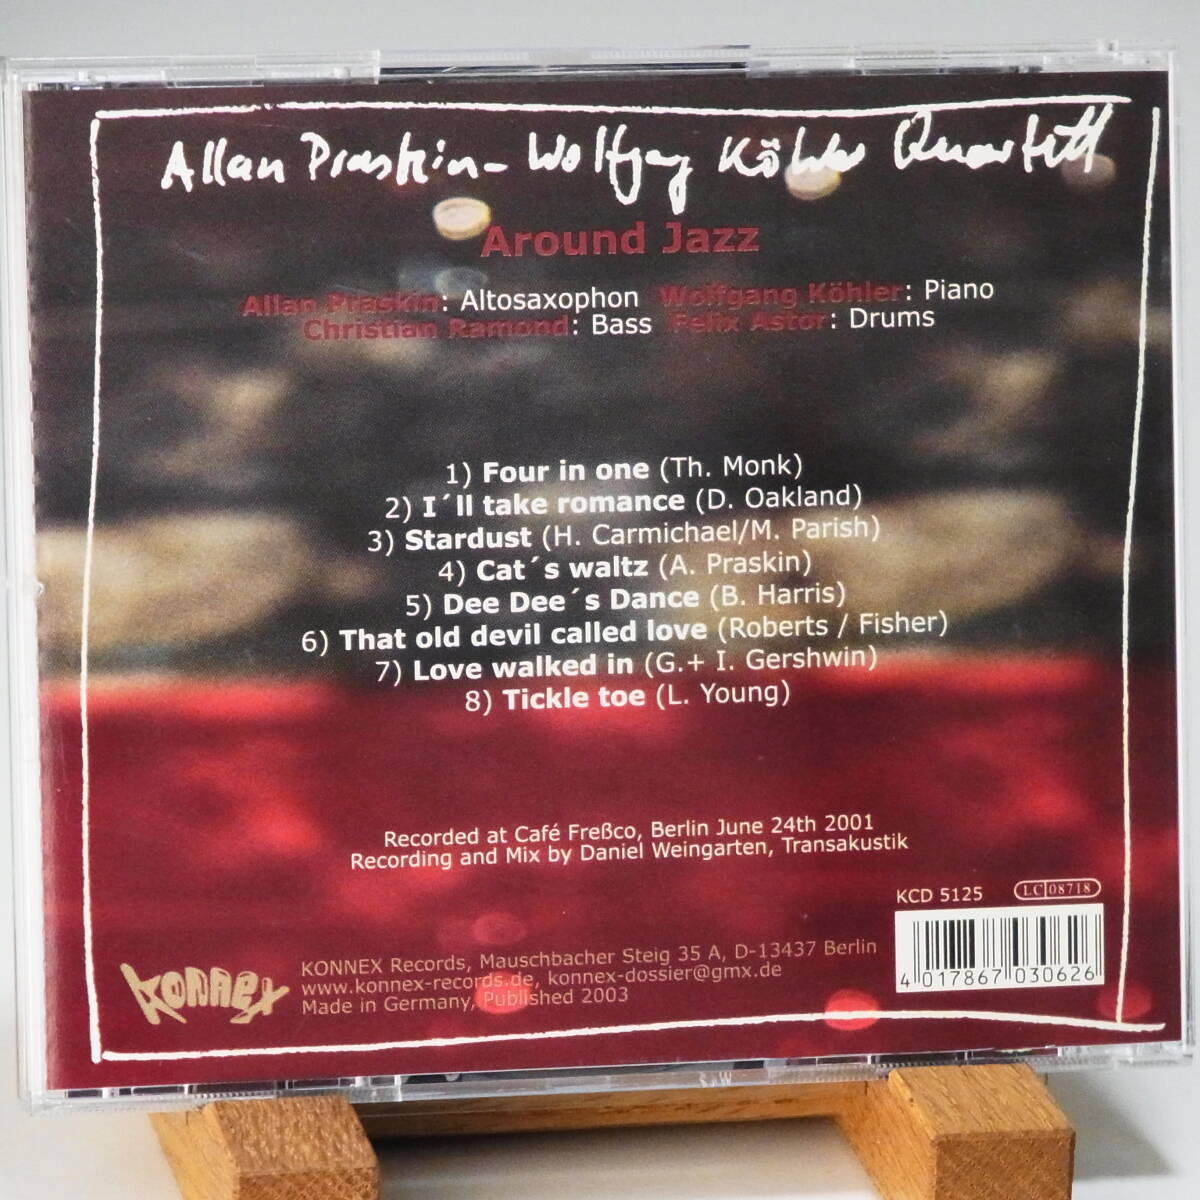 Allan Praskin - Wolfgang Köhler Quartett
Around Jazz
Allan Praskin: Altosaxophon Wolfgang Köhler: Piano
Christian Ramond: Bass Felix Astor: Drums
1) Four in one (Th. Monk)
2) I´ll take romance (D. Oakland)
3) Stardust (H. Carmichael/M. Parish)
4) Cat´s waltz (A. Praskin)
5) Dee Dee´s Dance (B. Harris)
6) That old devil called love (Roberts / Fisher)
7) Love walked in (G.+ I. Gershwin)
8) Tickle toe (L. Young)
Recorded at Café Freßco, Berlin June 24th 2001
Recording and Mix by Daniel Weingarten, Transakustik
KCD 5125 LC 08718
4 017867 030626
KONNEX
KONNEX Records, Mauschbacher Steig 35 A, D-13437 Berlin
www.konnex-records.de, konnex-dossier@gmx.de
Made in Germany, Published 2003